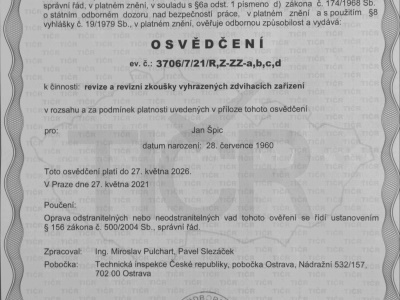 správní řád, v platném znění, v souladu s §6a odst. 1 písmeno d) zákona č. 174/1968 Sb.
o státním odborném dozoru nad bezpečností práce, v platném znění a s použitím §8
vyhlášky č. 19/1979 Sb., v platném znění, ověřuje odbornou způsobilost a vydává:
OSVĚDČENÍ
ev. č.: 3706/7/21/R,Z-ZZ-a,b,c,d
k činnosti: revize a revizní zkoušky vyhrazených zdvihacích zařízení
v rozsahu a za podmínek platnosti uvedených v příloze tohoto osvědčení
pro: Jan Špic
datum narození: 28. července 1960
TIČR
Toto osvědčení platí do 27. května 2026.
V Praze dne 27. května 2021
Poučení:
Oprava odstranitelných nebo neodstranitelných vad tohoto ověření se řídí ustanovením
§ 156 zákona č. 500/2004 Sb., správní řád.
Zpracoval: Ing. Miroslav Pulchart, Pavel Slezáček
Pobočka: Technická inspekce České republiky, pobočka Ostrava, Nádražní 532/157,
702 00 Ostrava